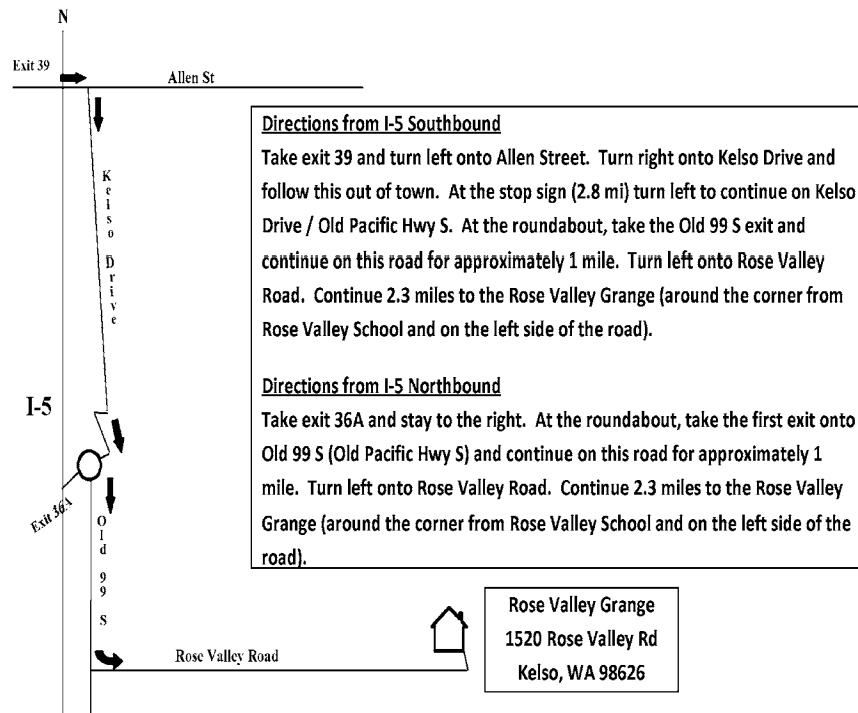 N
Exit 39
Allen St
Directions from I-5 Southbound
Take exit 39 and turn left onto Allen Street. Turn right onto Kelso Drive and
follow this out of town. At the stop sign (2.8 mi) turn left to continue on Kelso
Drive / Old Pacific Hwy S. At the roundabout, take the Old 99 S exit and
continue on this road for approximately 1 mile. Turn left onto Rose Valley
Road. Continue 2.3 miles to the Rose Valley Grange (around the corner from
Rose Valley School and on the left side of the road).
Directions from I-5 Northbound
Take exit 36A and stay to the right. At the roundabout, take the first exit onto
Old 99 S (Old Pacific Hwy S) and continue on this road for approximately 1
mile. Turn left onto Rose Valley Road. Continue 2.3 miles to the Rose Valley
Grange (around the corner from Rose Valley School and on the left side of the
road).
Kelso Drive
I-5
Exit 36A
Old 99 S
Rose Valley Road
Rose Valley Grange
1520 Rose Valley Rd
Kelso, WA 98626